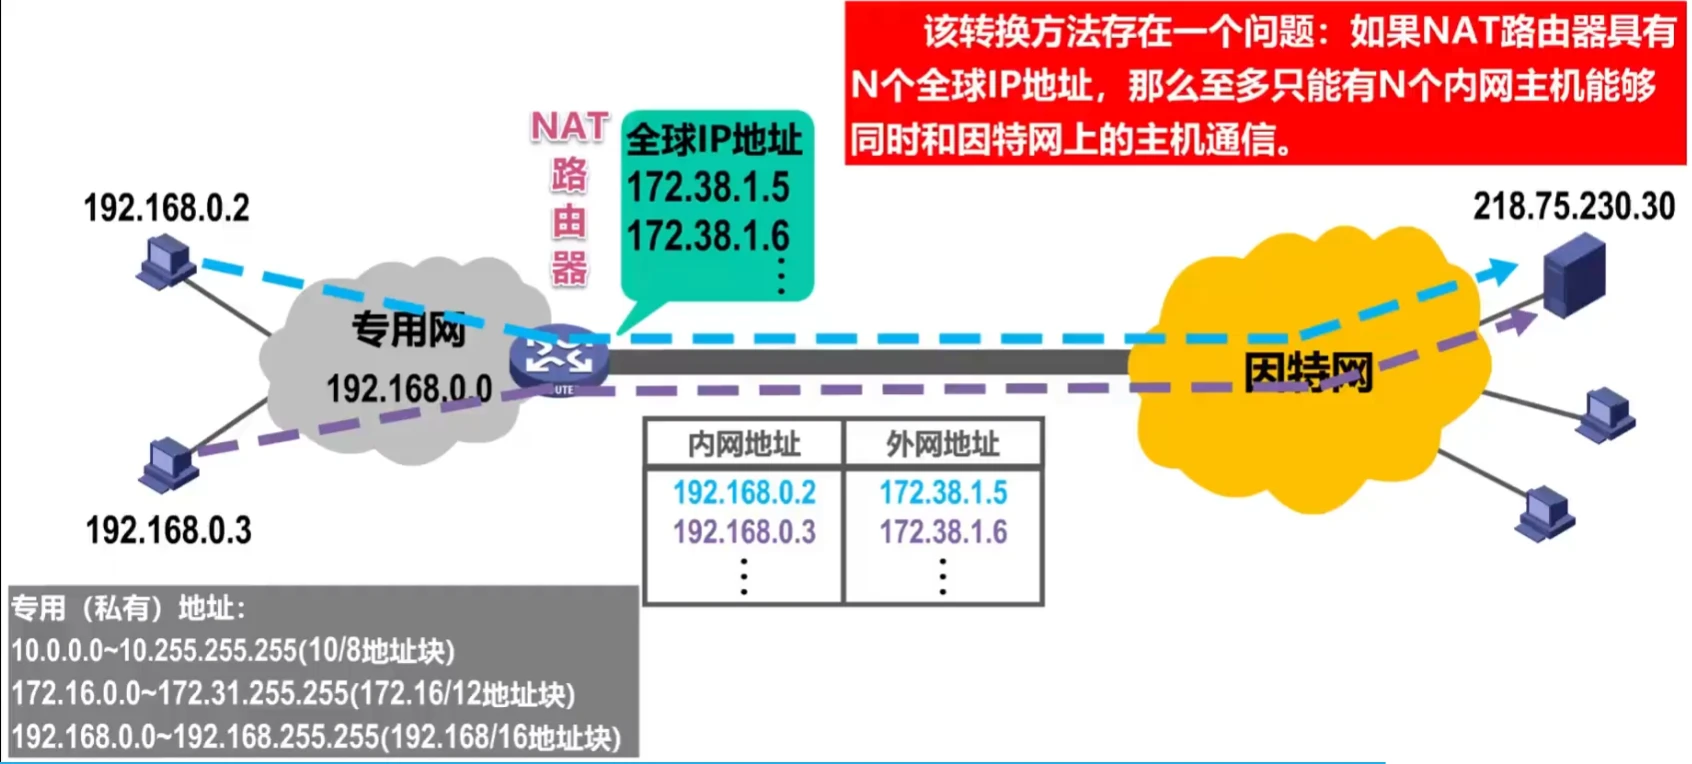 该转换方法存在一个问题：如果NAT路由器具有
N个全球IP地址，那么至多只能有N个内网主机能够
同时和因特网上的主机通信。
NAT
路
由
器
全球IP地址
172.38.1.5
172.38.1.6
⋮
192.168.0.2
218.75.230.30
专用网
192.168.0.0
UTE
因特网
192.168.0.3
内网地址 外网地址
192.168.0.2 172.38.1.5
192.168.0.3 172.38.1.6
⋮ ⋮
专用（私有）地址：
10.0.0.0~10.255.255.255(10/8地址块)
172.16.0.0~172.31.255.255(172.16/12地址块)
192.168.0.0~192.168.255.255(192.168/16地址块)